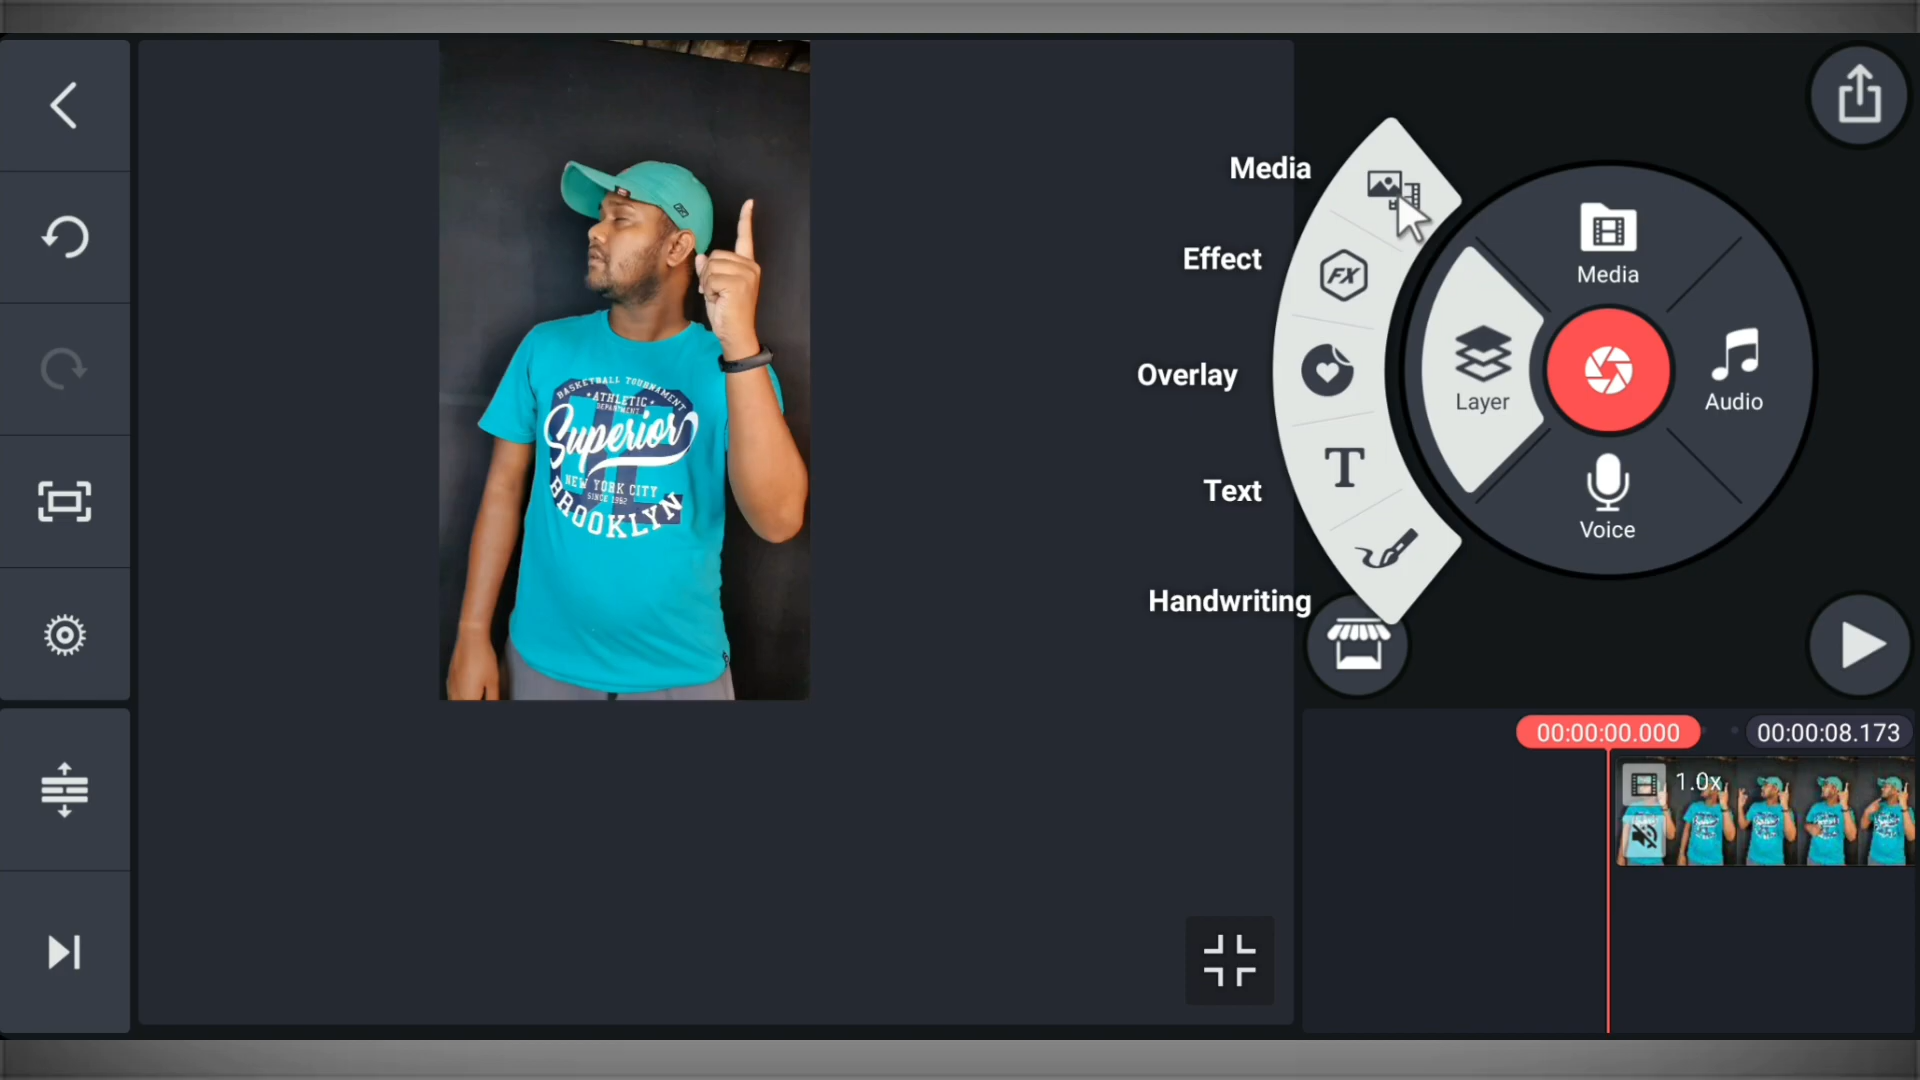 Media
Effect
Overlay
Text
Handwriting
FX
T
Media
Layer
Audio
Voice
00:00:00.000
00:00:08.173
1.0x
BASKETBALL TOURNAMENT
ATHLETIC
DEPARTMENT
Superior
NEW YORK CITY
SINCE 1962
BROOKLYN